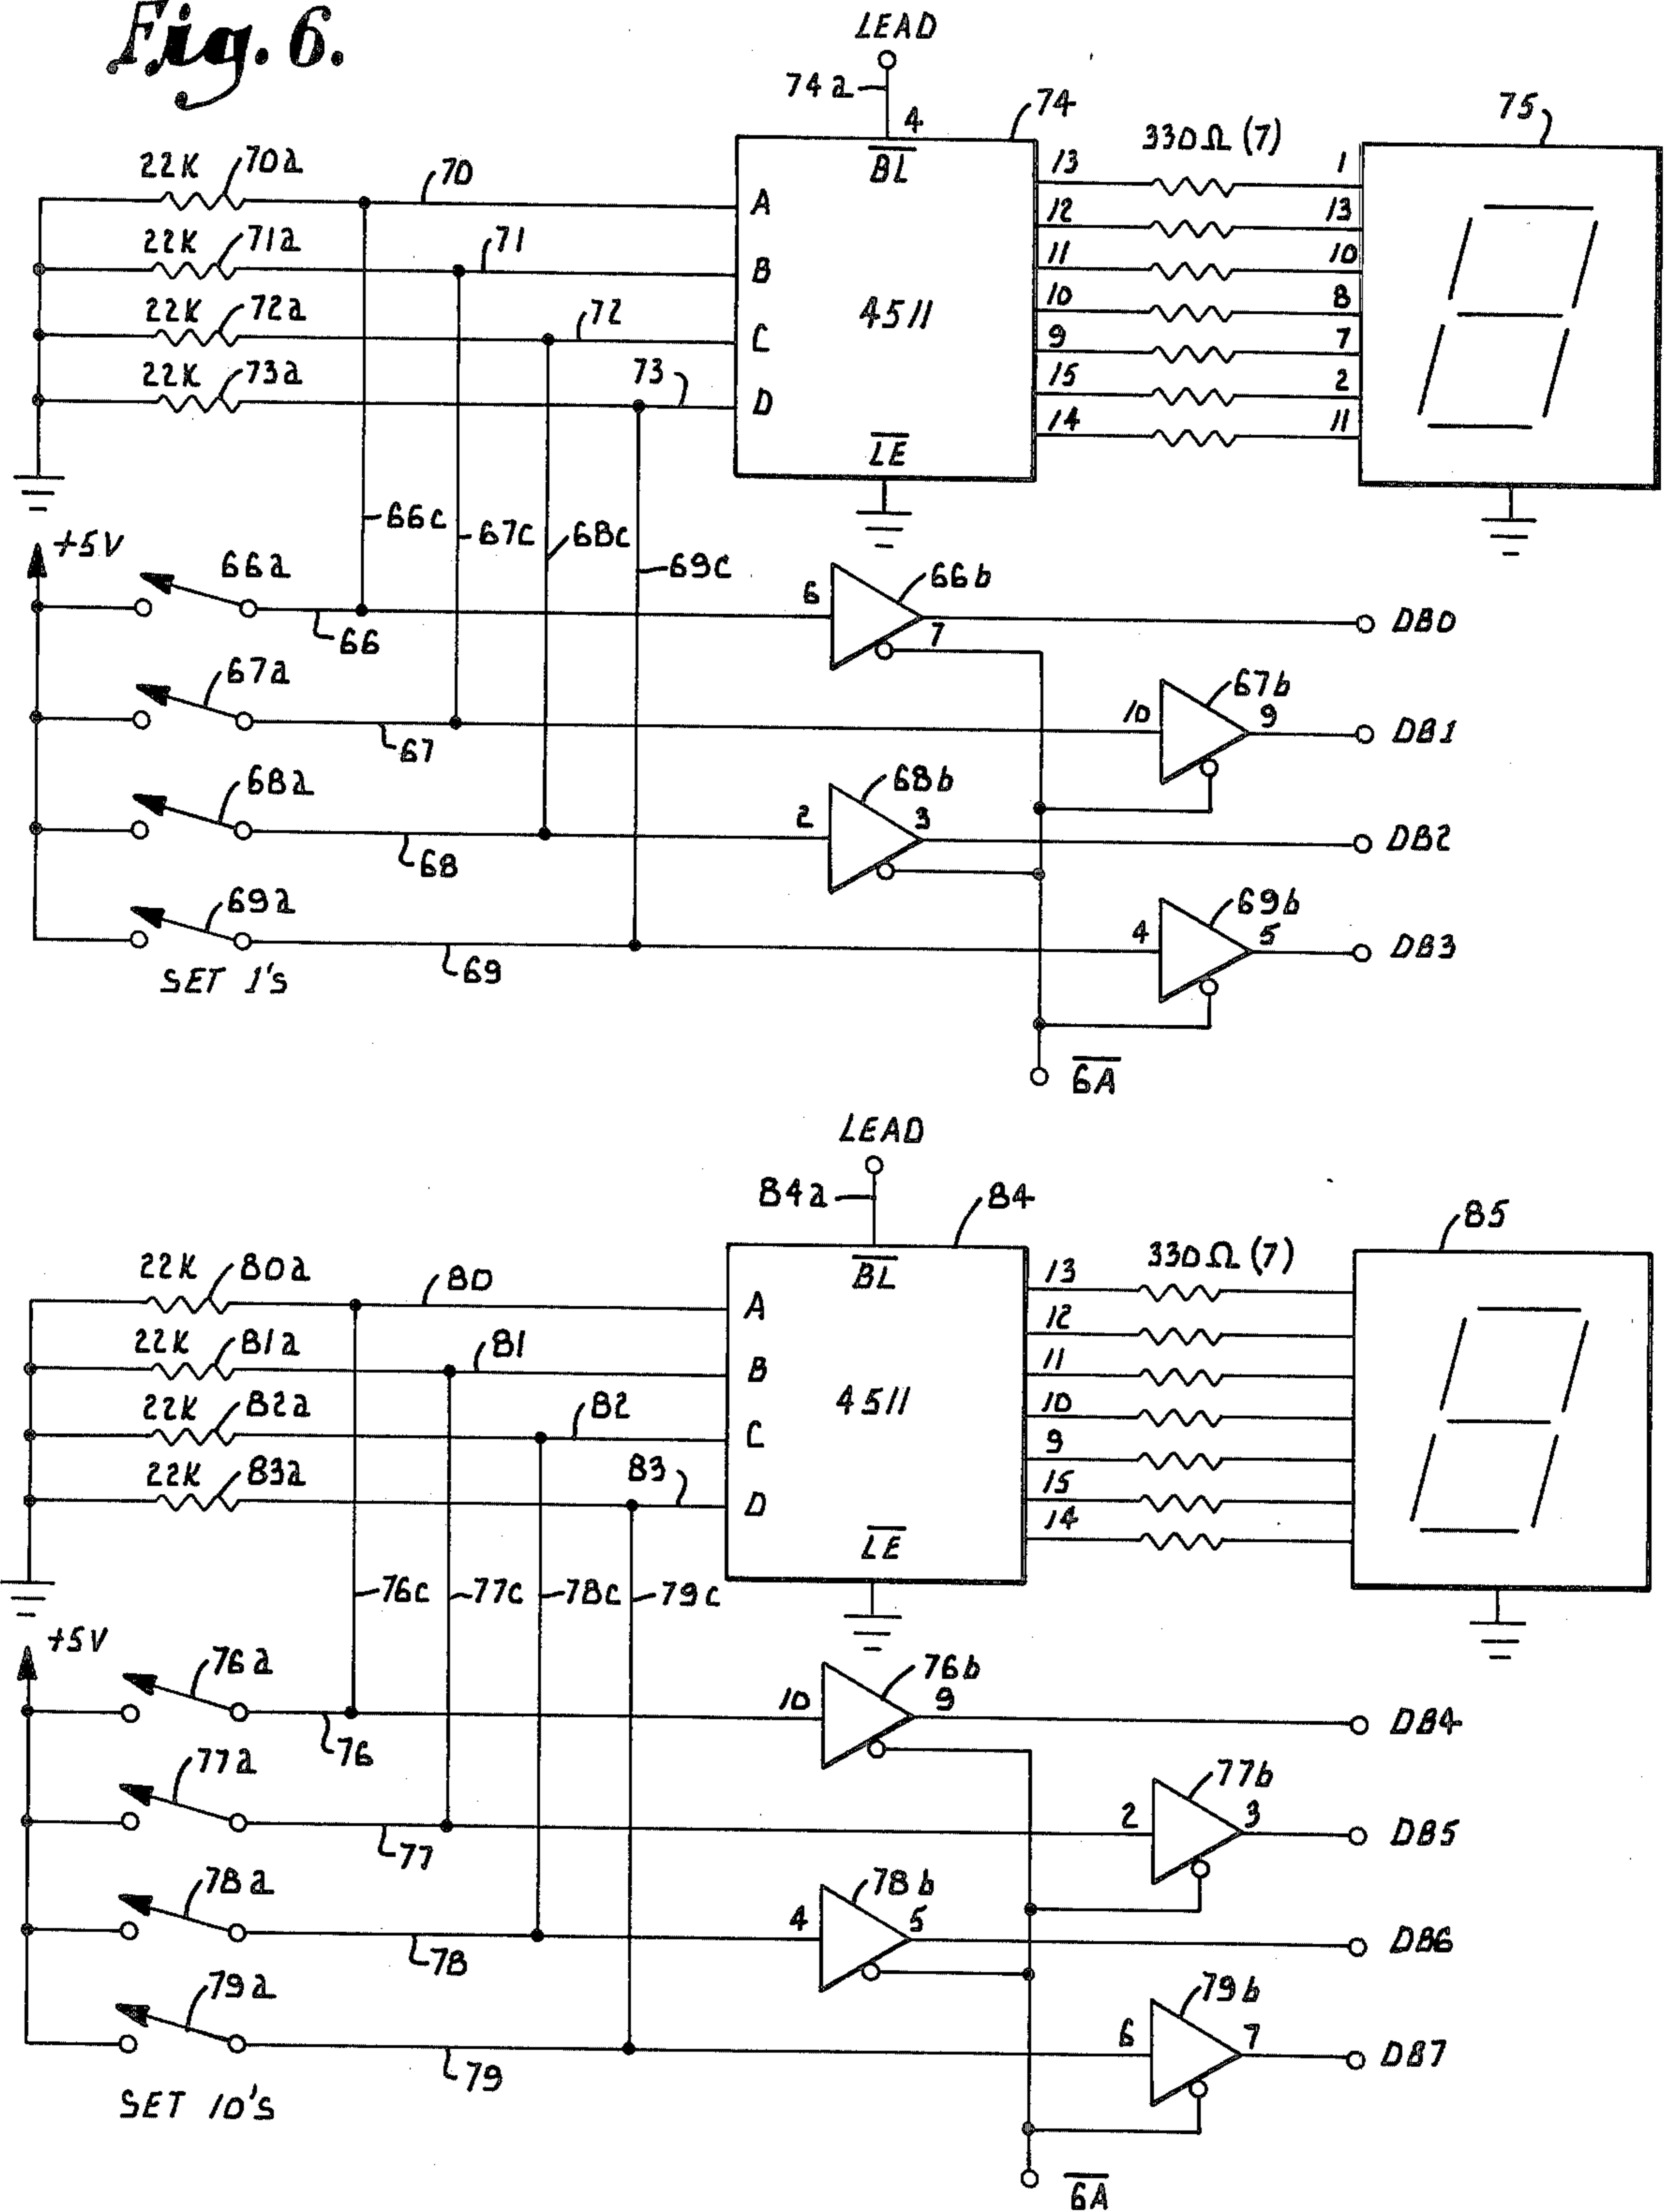 Fig. 6.
LEAD
74a
4
74
75
22K 70a
70
A
BL
13
330Ω (7)
1
22K 71a
71
B
12
13
22K 72a
72
C
4511
11
10
22K 73a
73
D
10
8
9
7
15
2
14
11
LE
66c
67c
68c
69c
+5V
66a
66
6
66b
7
DB0
67a
67
10
67b
9
DB1
68a
68
2
68b
3
DB2
69a
69
4
69b
5
DB3
SET 1's
6A
LEAD
84a
84
85
22K 80a
80
A
BL
13
330Ω (7)
22K 81a
81
B
12
22K 82a
82
C
4511
11
22K 83a
83
D
10
9
15
14
LE
76c
77c
78c
79c
+5V
76a
76
10
76b
9
DB4
77a
77
2
77b
3
DB5
78a
78
4
78b
5
DB6
79a
79
6
79b
7
DB7
SET 10's
6A